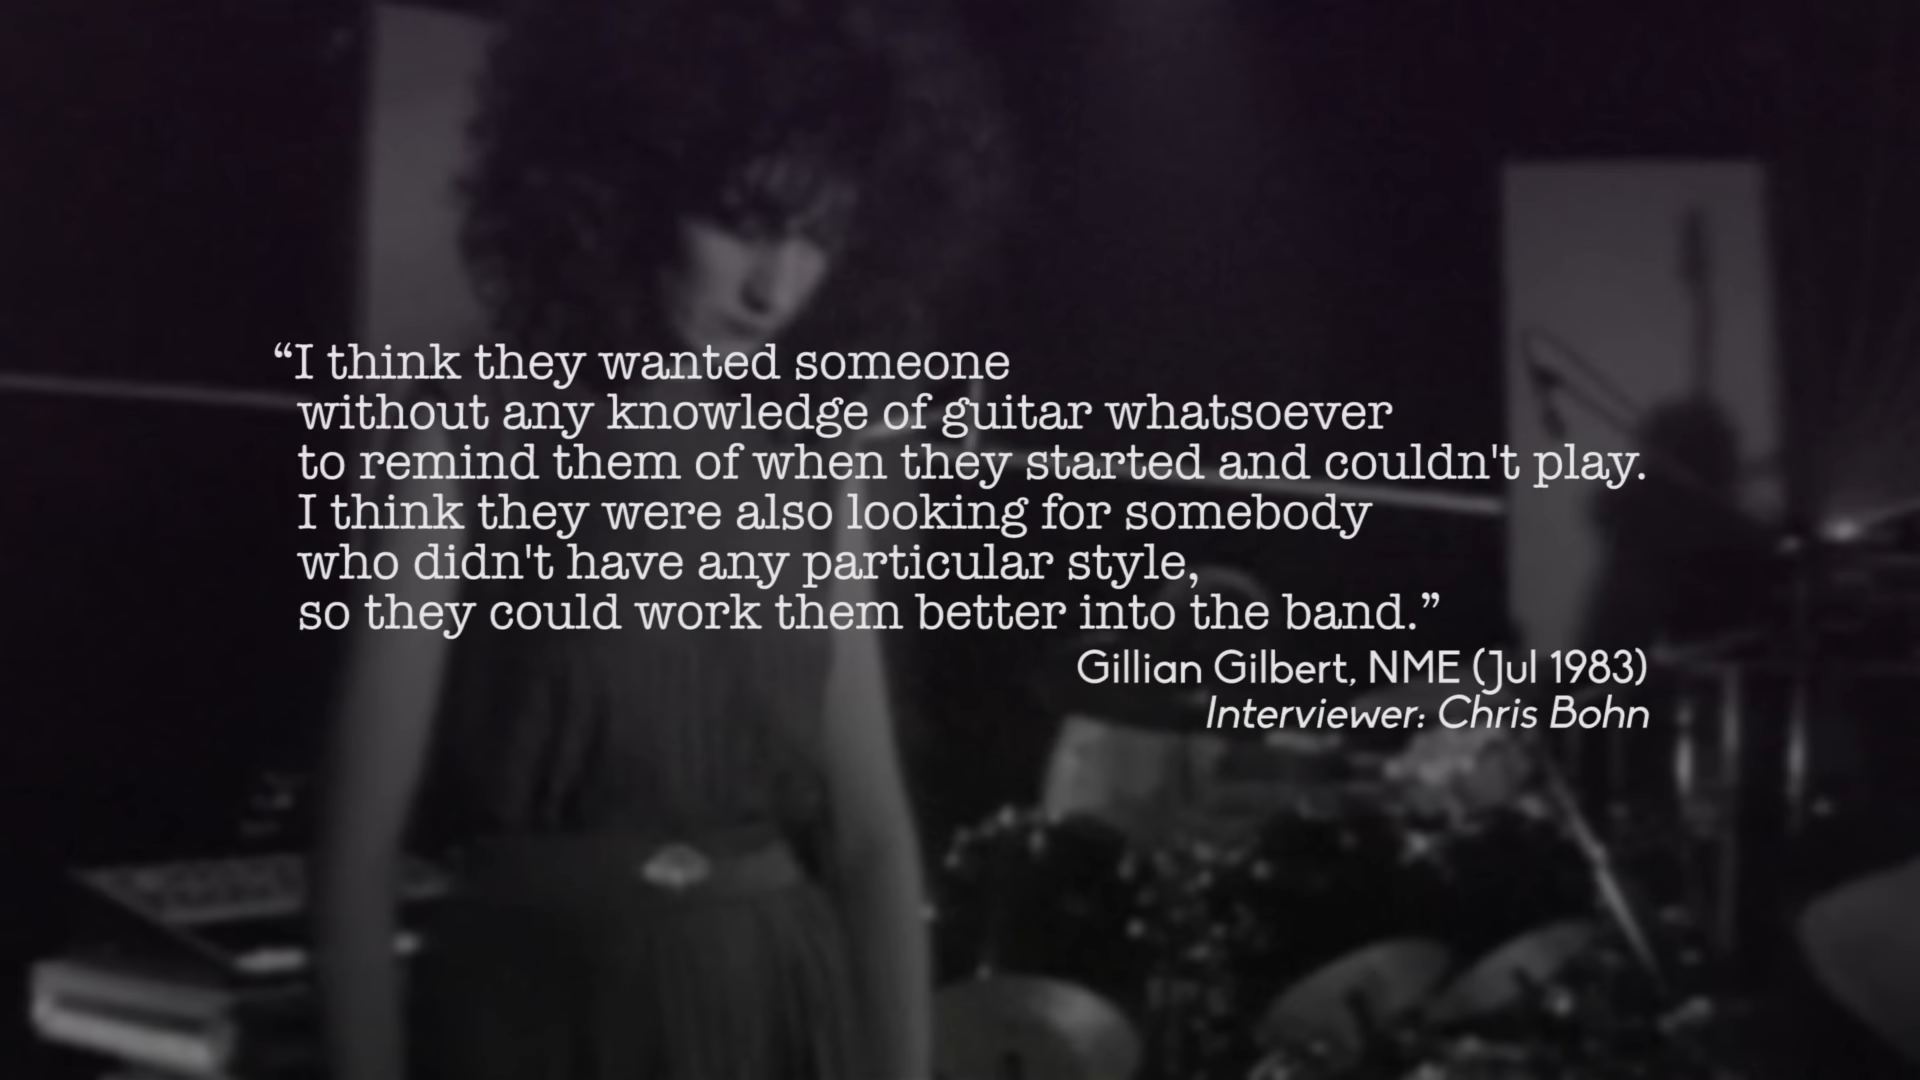 “I think they wanted someone
without any knowledge of guitar whatsoever
to remind them of when they started and couldn't play.
I think they were also looking for somebody
who didn't have any particular style,
so they could work them better into the band.”
Gillian Gilbert, NME (Jul 1983)
Interviewer: Chris Bohn